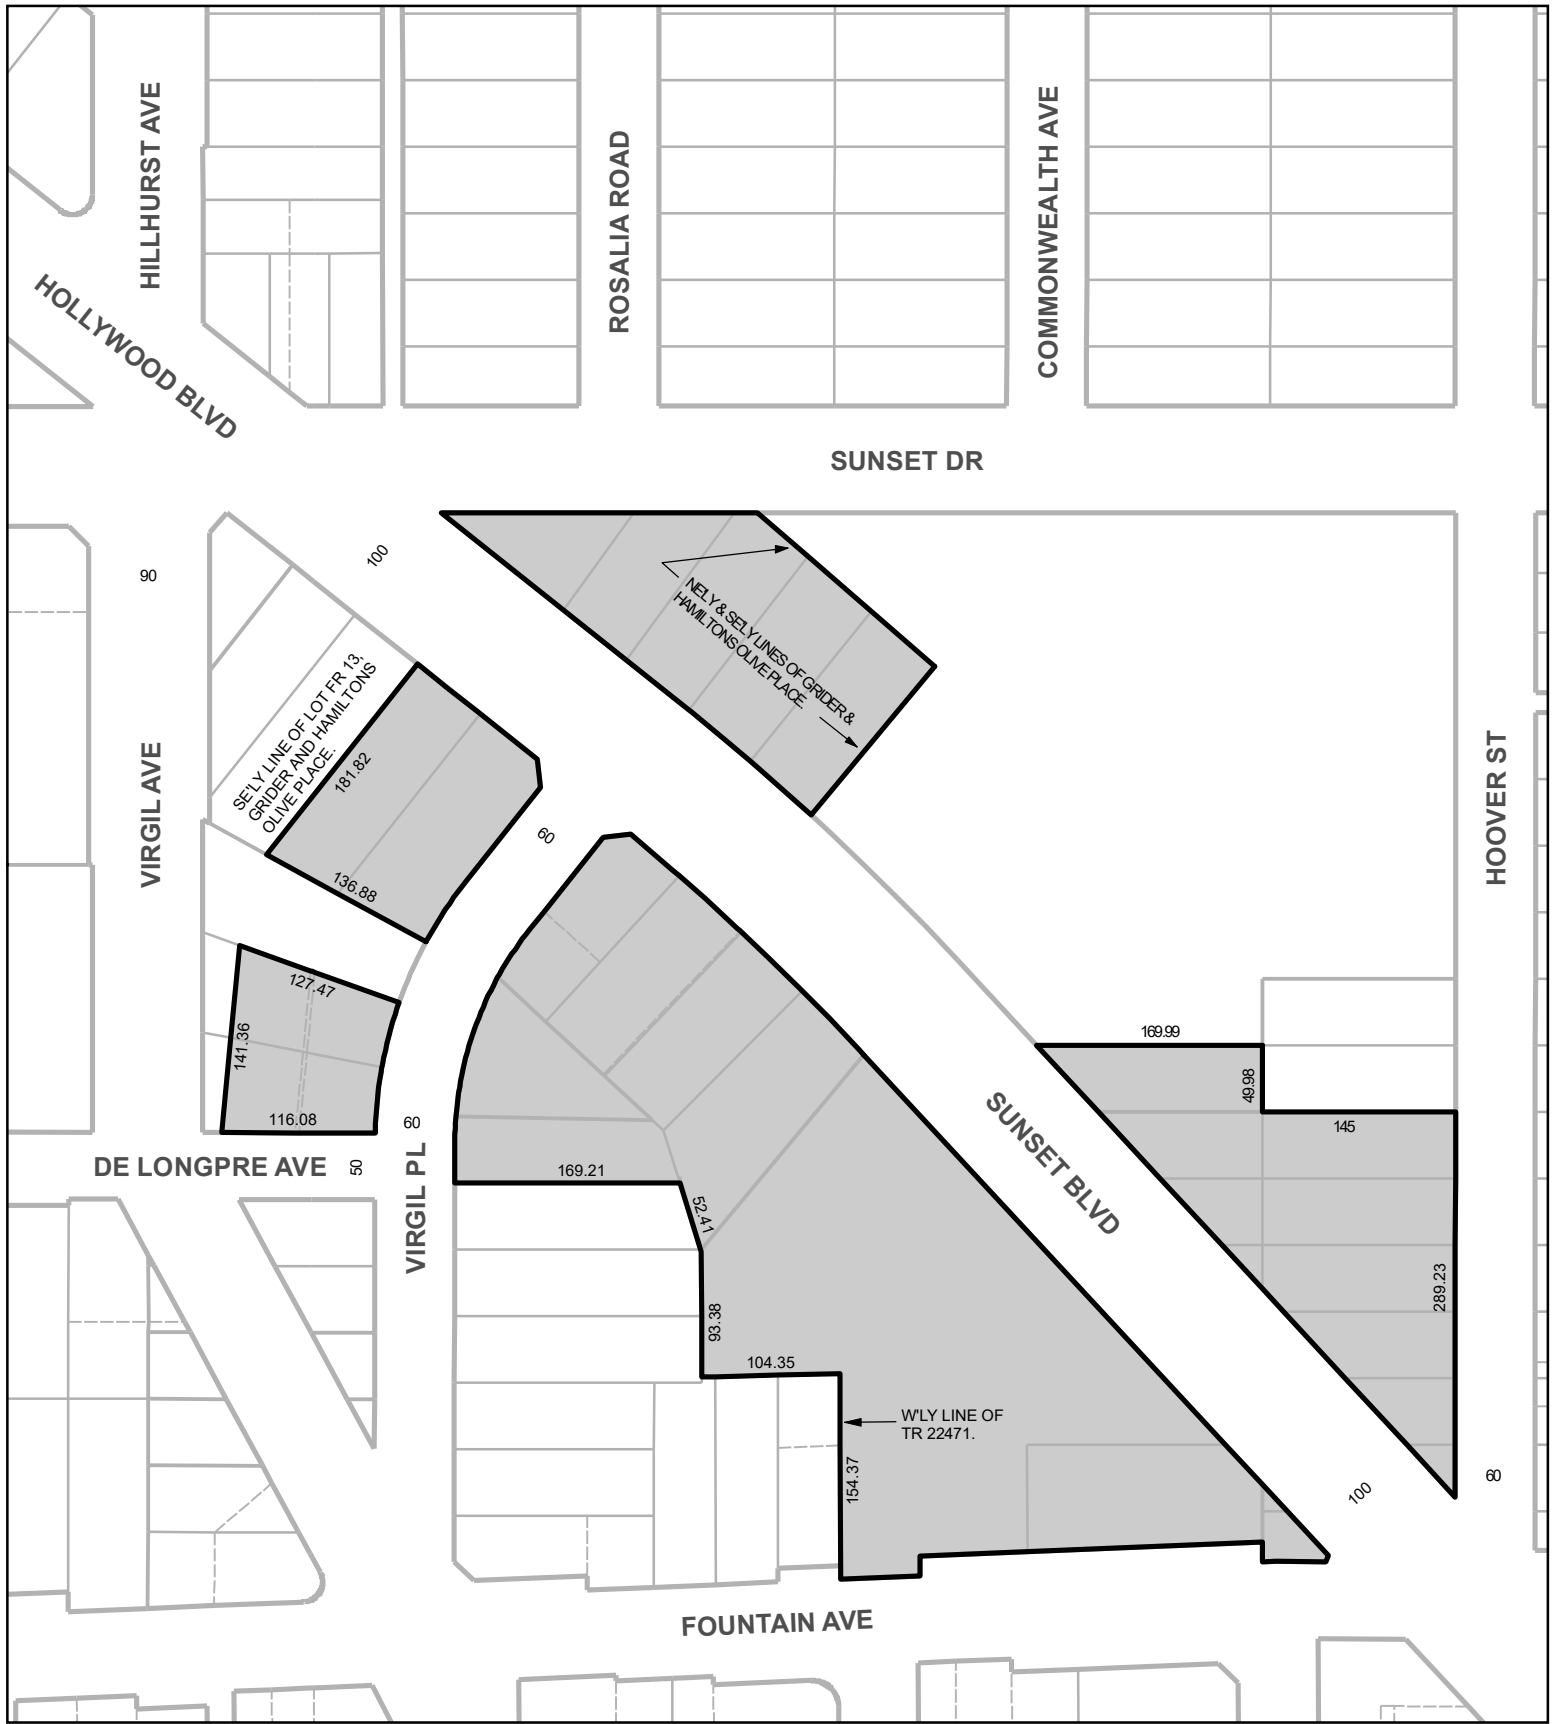 HILLHURST AVE
ROSALIA ROAD
COMMONWEALTH AVE
HOLLYWOOD BLVD
SUNSET DR
100
90
NE'LY & SE'LY LINES OF GRIDER &
HAMILTONS OLIVE PLACE.
SE'LY LINE OF LOT FR 13,
GRIDER AND HAMILTONS
OLIVE PLACE.
181.82
VIRGIL AVE
HOOVER ST
60
136.88
127.47
141.36
116.08
60
169.99
49.98
145
SUNSET BLVD
DE LONGPRE AVE
50
VIRGIL PL
169.21
52.41
289.23
93.38
104.35
W'LY LINE OF
TR 22471.
154.37
100
60
FOUNTAIN AVE